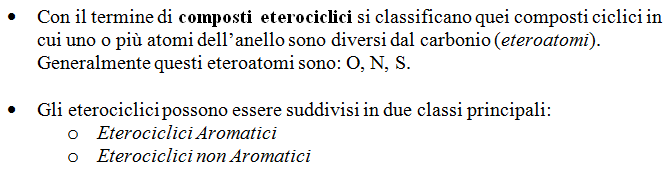 • Con il termine di composti eterociclici si classificano quei composti ciclici in
cui uno o più atomi dell’anello sono diversi dal carbonio (eteroatomi).
Generalmente questi eteroatomi sono: O, N, S.
• Gli eterociclici possono essere suddivisi in due classi principali:
o Eterociclici Aromatici
o Eterociclici non Aromatici